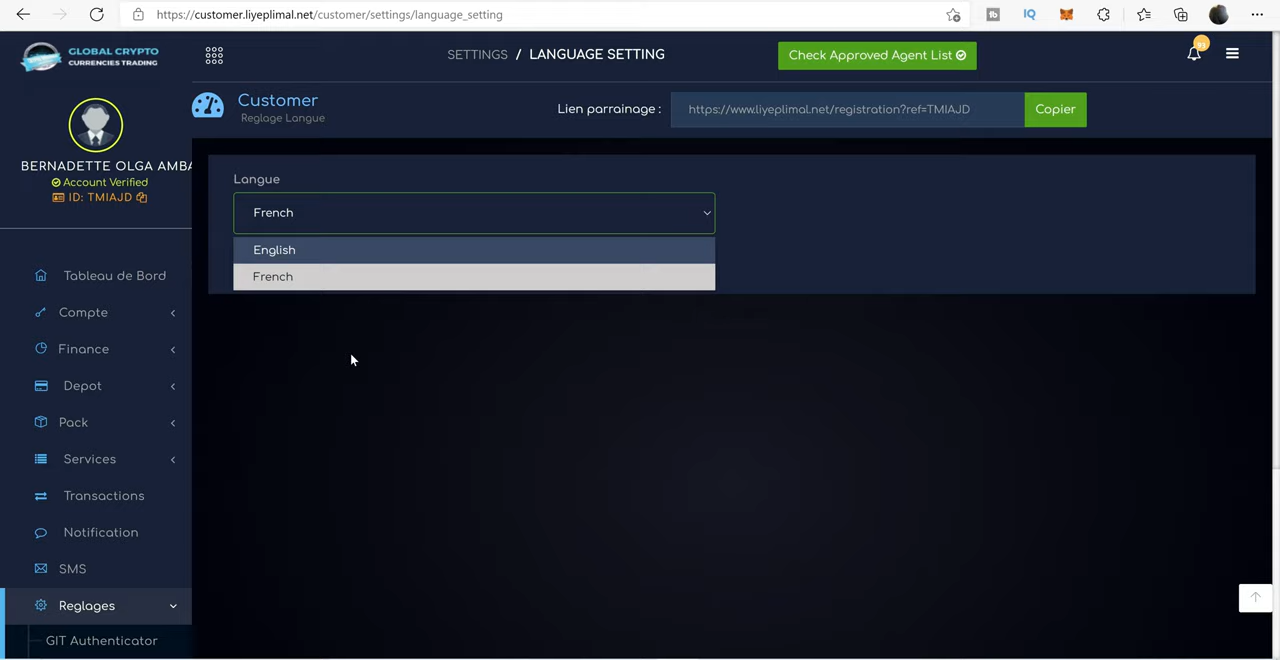 https://customer.liyeplimal.net/customer/settings/language_setting
GLOBAL CRYPTO
CURRENCIES TRADING
SETTINGS / LANGUAGE SETTING
Check Approved Agent List
Customer
Reglage Langue
Lien parrainage :
https://www.liyeplimal.net/registration?ref=TMIAJD
Copier
BERNADETTE OLGA AMBA
Account Verified
ID: TMIAJD
Langue
French
English
French
Tableau de Bord
Compte
Finance
Depot
Pack
Services
Transactions
Notification
SMS
Reglages
GIT Authenticator